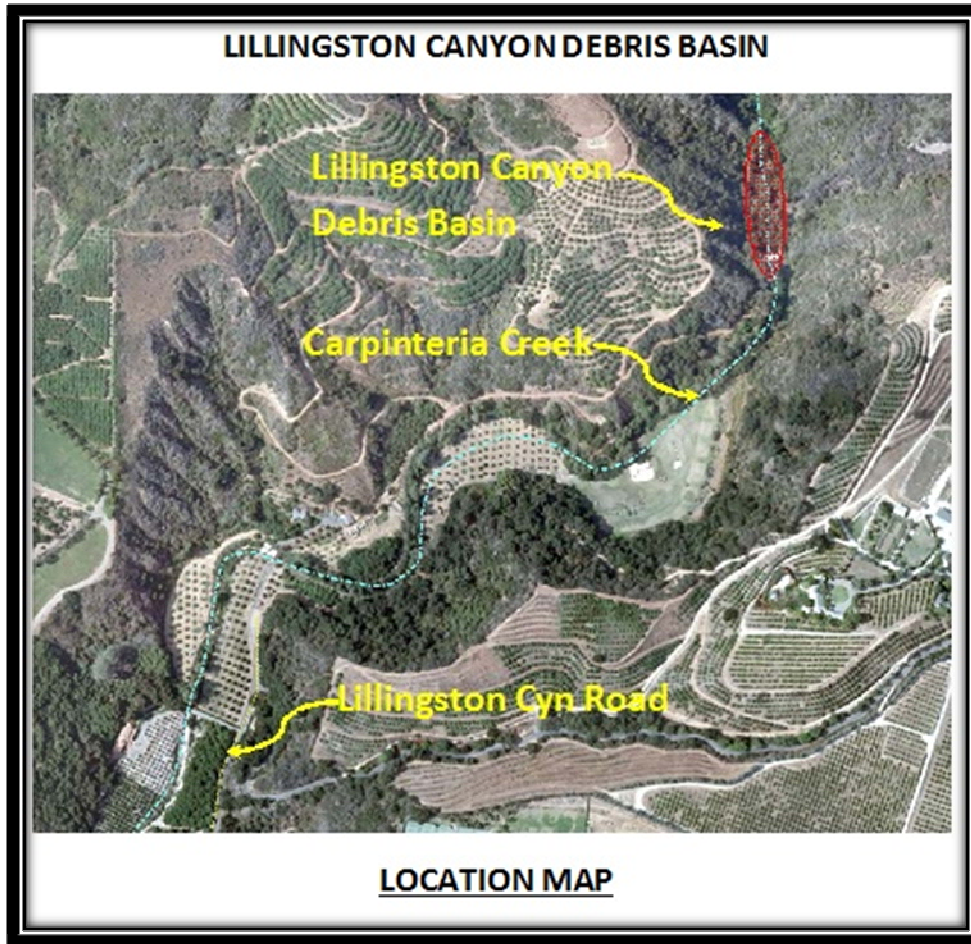 LILLINGSTON CANYON DEBRIS BASIN
Lillingston Canyon
Debris Basin
Carpinteria Creek
Lillingston Cyn Road
LOCATION MAP